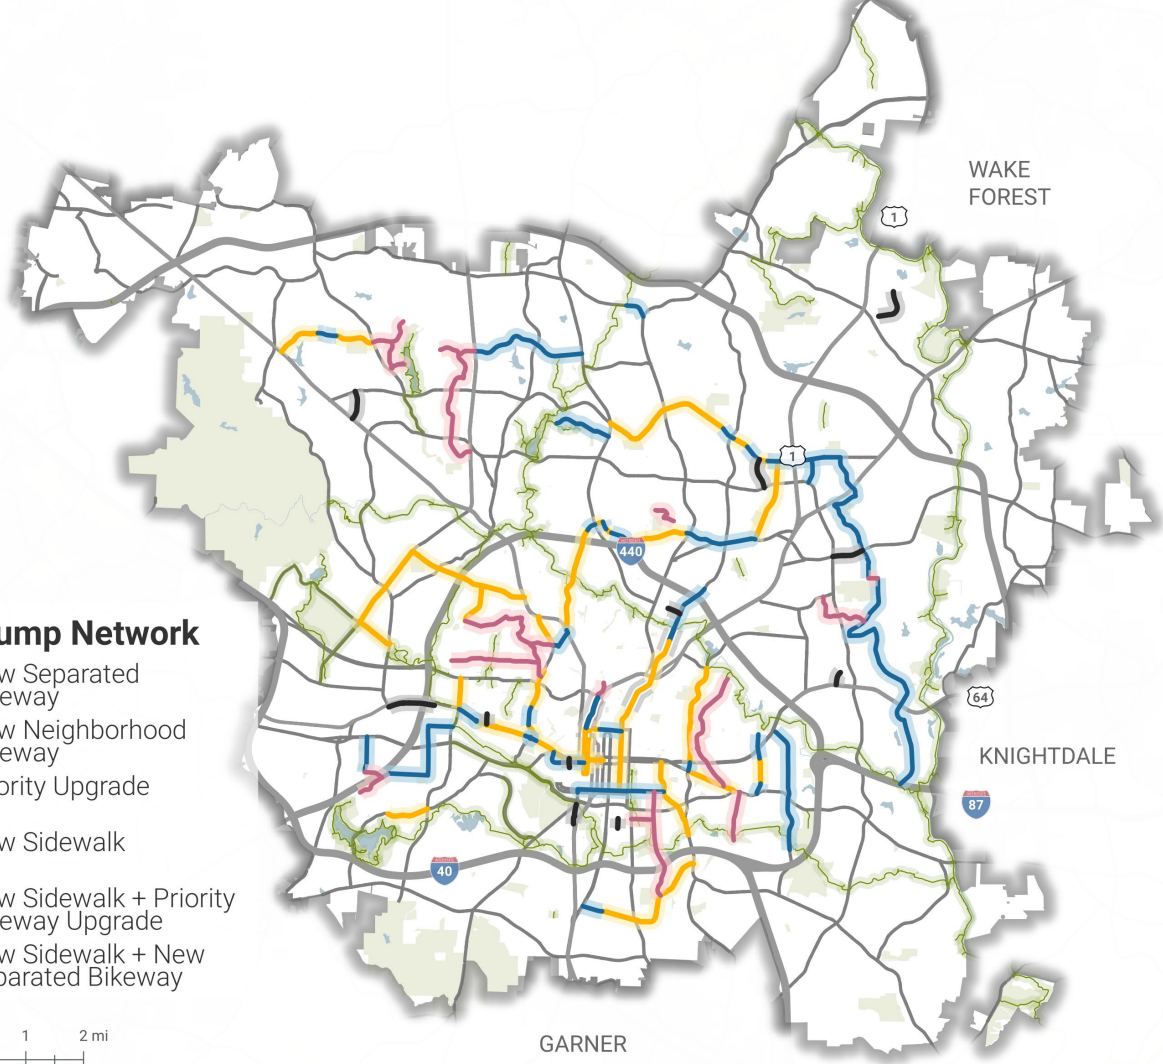 WAKE
FOREST
1
1
440
ump Network
w Separated
eway
w Neighborhood
eway
ority Upgrade
w Sidewalk
w Sidewalk + Priority
eway Upgrade
w Sidewalk + New
parated Bikeway
64
KNIGHTDALE
87
40
1 2 mi
GARNER